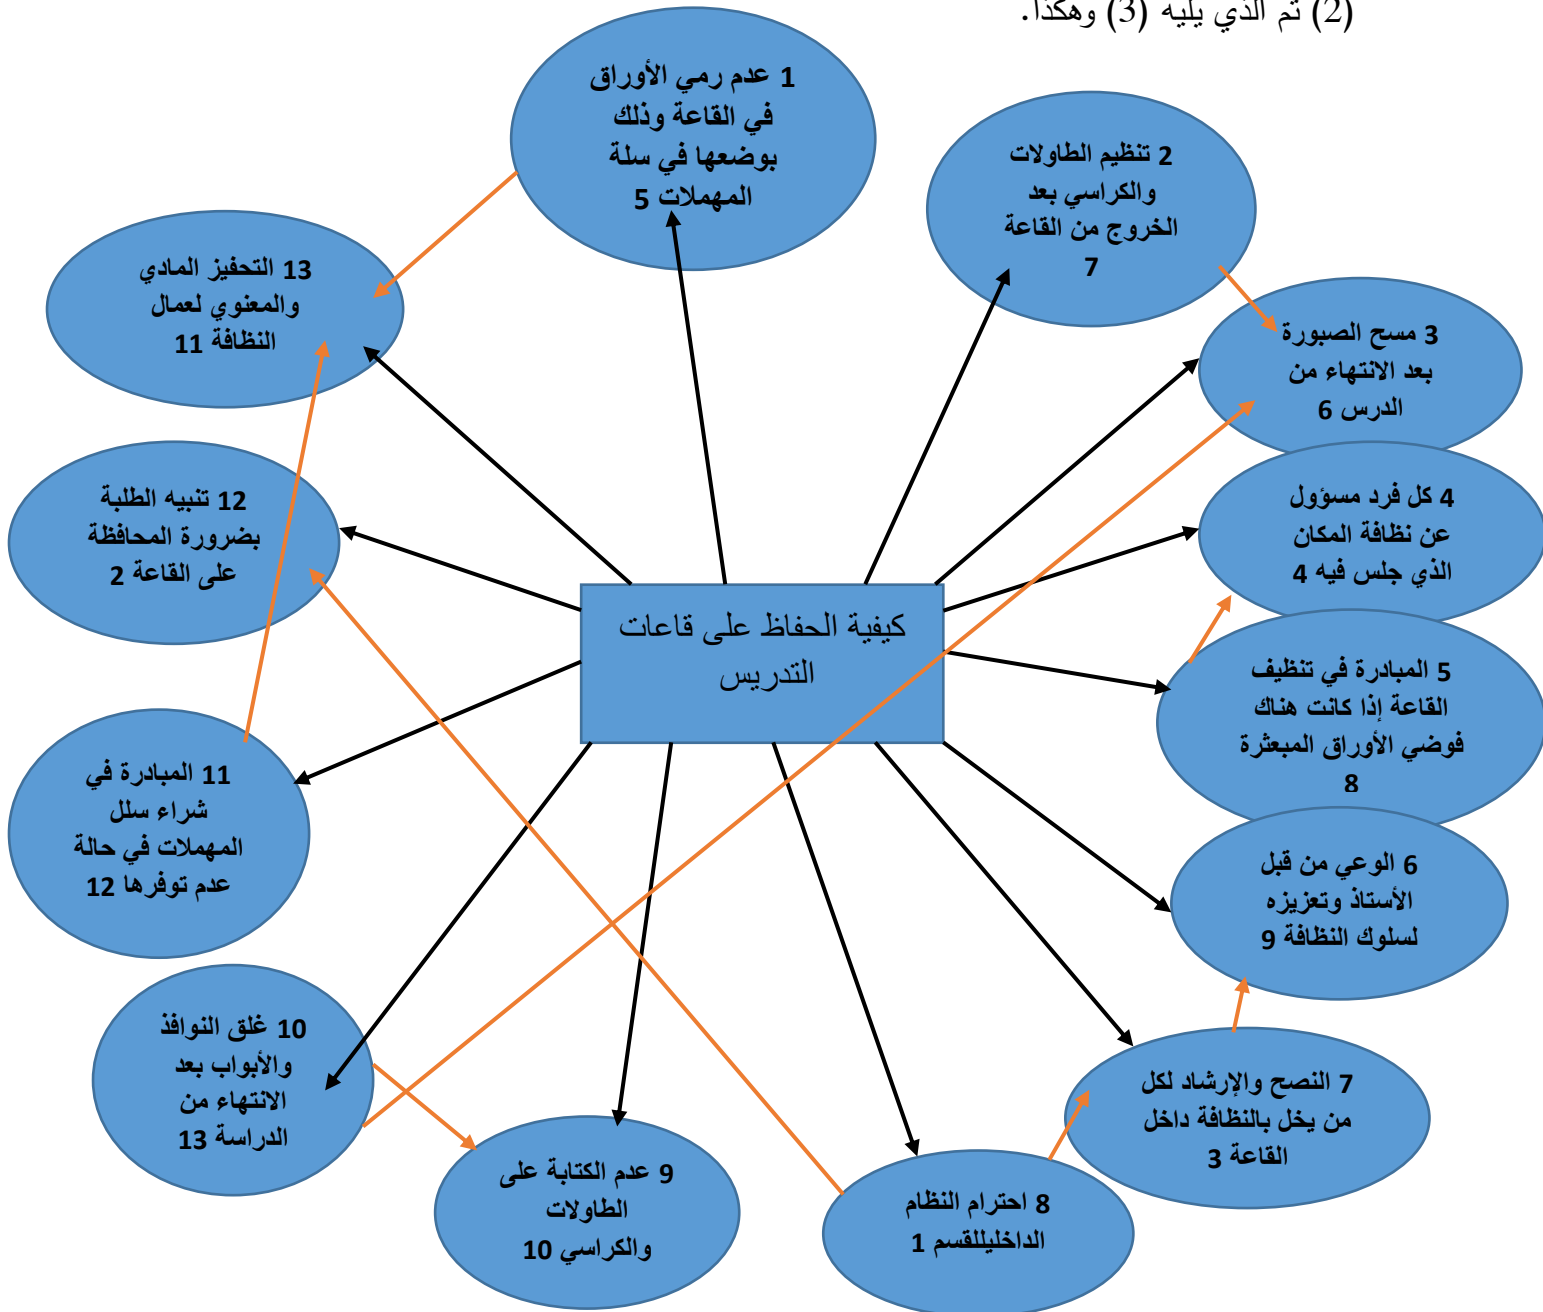 (2) ثم الذي يليه (3) وهكذا.
1 عدم رمي الأوراق
في القاعة وذلك
بوضعها في سلة
المهملات 5
2 تنظيم الطاولات
والكراسي بعد
الخروج من القاعة
7
3 مسح الصبورة
بعد الانتهاء من
الدرس 6
4 كل فرد مسؤول
عن نظافة المكان
الذي جلس فيه 4
5 المبادرة في تنظيف
القاعة إذا كانت هناك
فوضي الأوراق المبعثرة
8
6 الوعي من قبل
الأستاذ وتعزيزه
لسلوك النظافة 9
7 النصح والإرشاد لكل
من يخل بالنظافة داخل
القاعة 3
8 احترام النظام
الداخليللقسم 1
9 عدم الكتابة على
الطاولات
والكراسي 10
10 غلق النوافذ
والأبواب بعد
الانتهاء من
الدراسة 13
11 المبادرة في
شراء سلل
المهملات في حالة
عدم توفرها 12
12 تنبيه الطلبة
بضرورة المحافظة
على القاعة 2
13 التحفيز المادي
والمعنوي لعمال
النظافة 11
كيفية الحفاظ على قاعات
التدريس